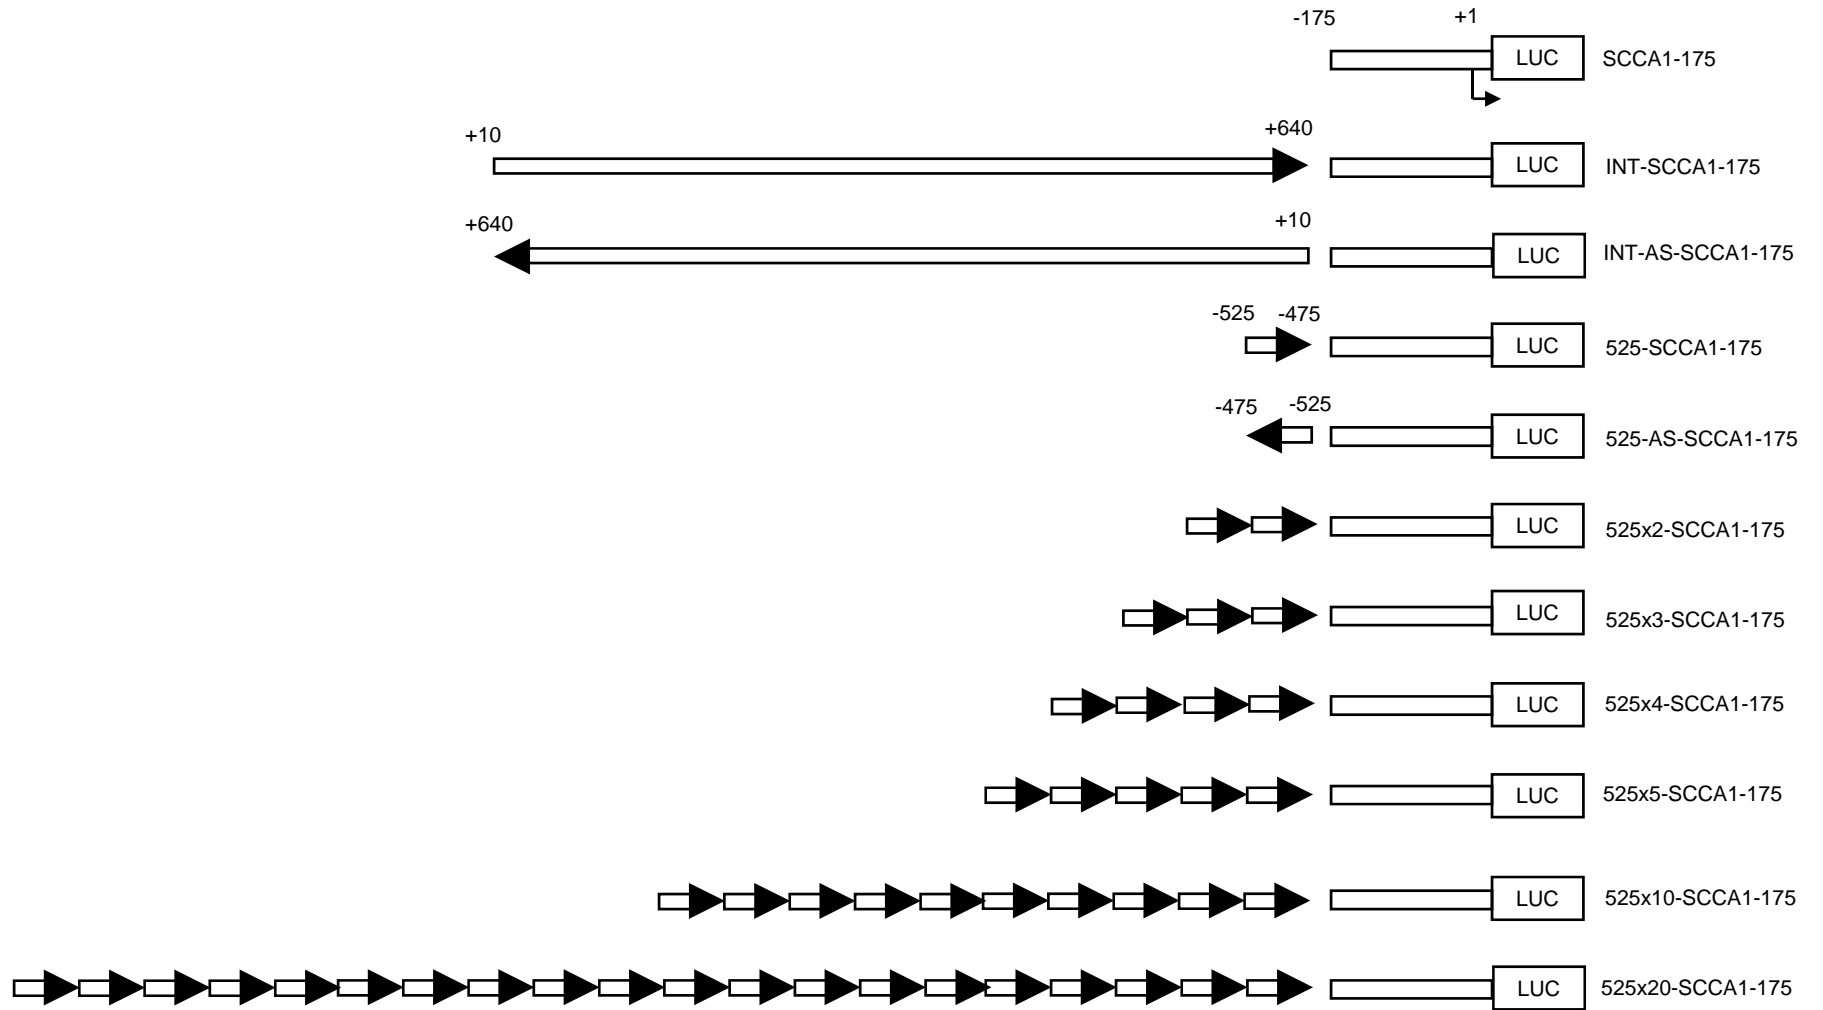 -175 +1
LUC SCCA1-175
+10 +640
LUC INT-SCCA1-175
+640 +10
LUC INT-AS-SCCA1-175
-525 -475
LUC 525-SCCA1-175
-475 -525
LUC 525-AS-SCCA1-175
LUC 525x2-SCCA1-175
LUC 525x3-SCCA1-175
LUC 525x4-SCCA1-175
LUC 525x5-SCCA1-175
LUC 525x10-SCCA1-175
LUC 525x20-SCCA1-175